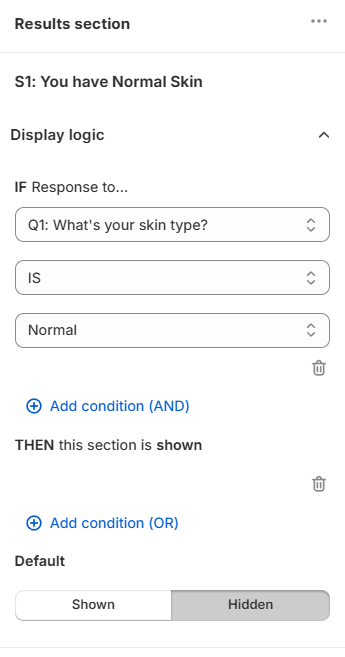 Results section
S1: You have Normal Skin
Display logic
IF Response to...
Q1: What's your skin type?
IS
Normal
Add condition (AND)
THEN this section is shown
Add condition (OR)
Default
Shown
Hidden